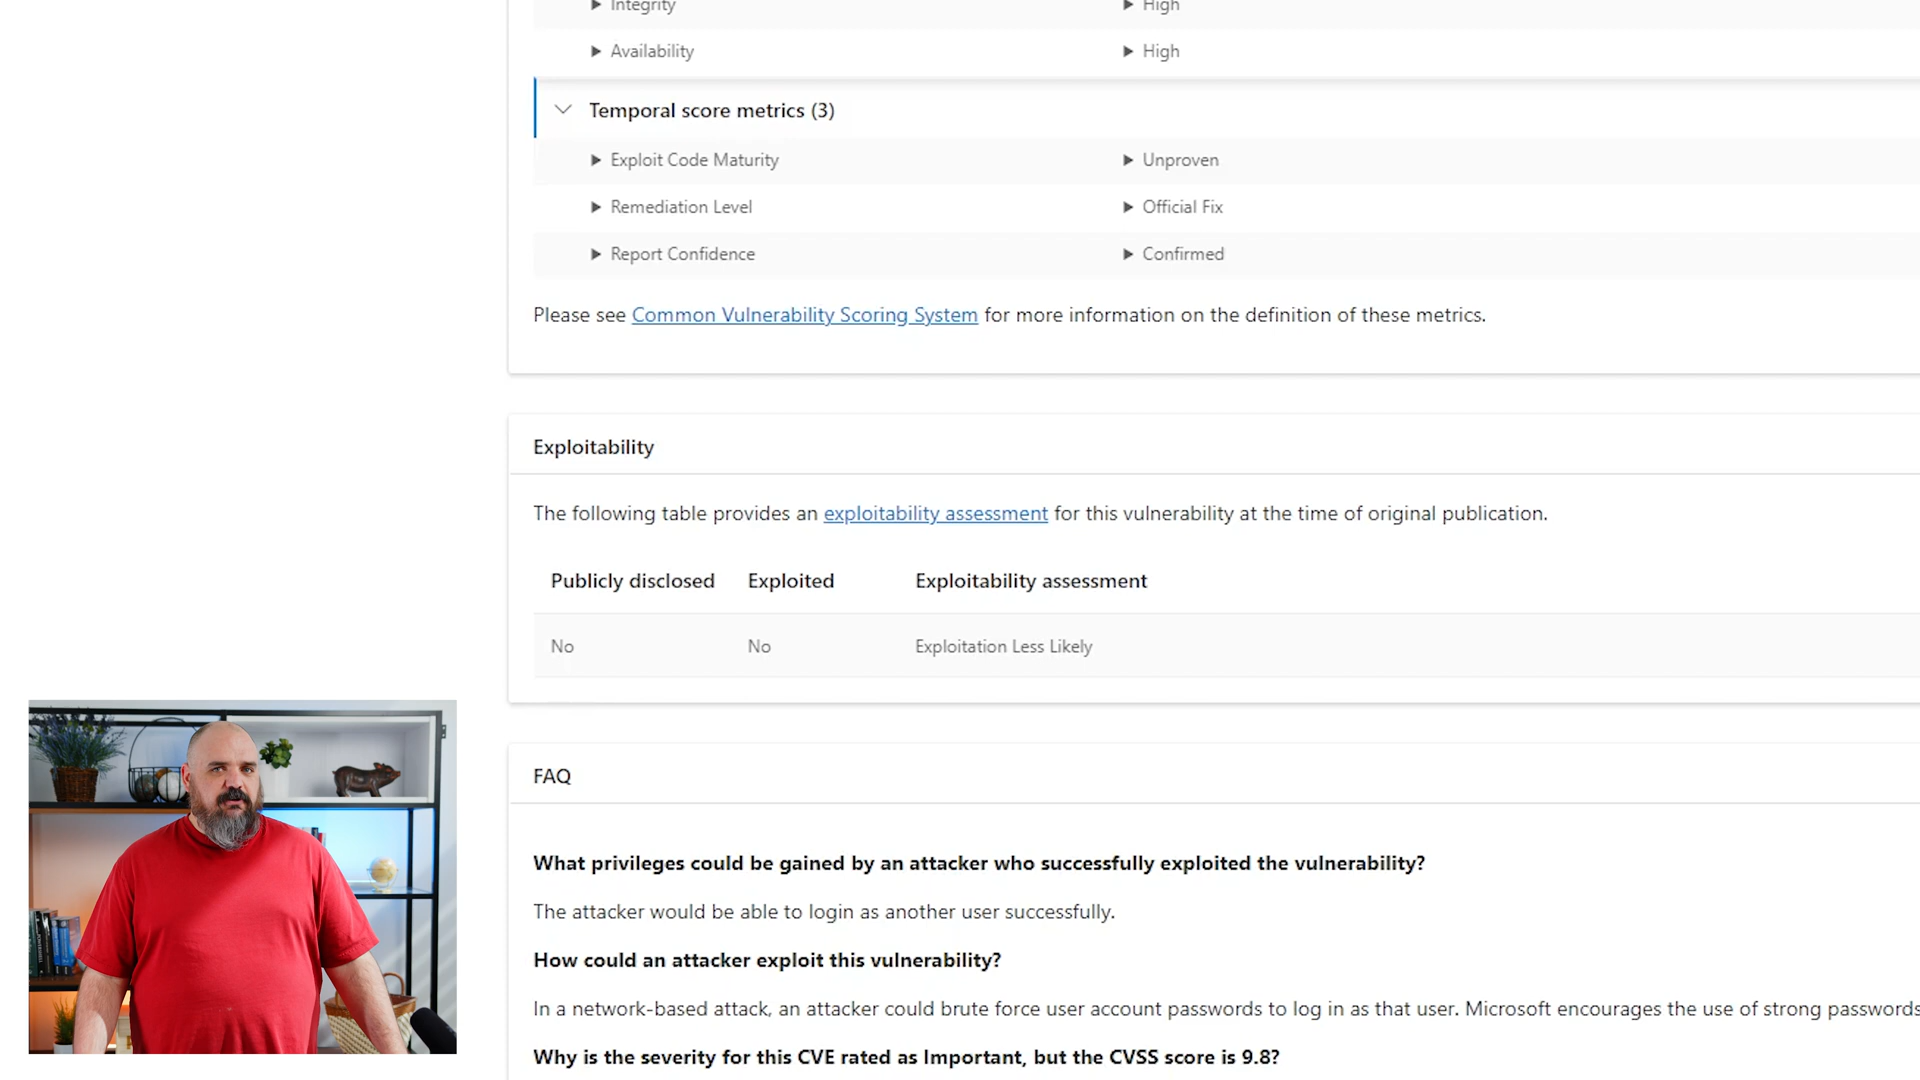 Integrity High
Availability High
Temporal score metrics (3)
Exploit Code Maturity Unproven
Remediation Level Official Fix
Report Confidence Confirmed
Please see Common Vulnerability Scoring System for more information on the definition of these metrics.
Exploitability
The following table provides an exploitability assessment for this vulnerability at the time of original publication.
Publicly disclosed Exploited Exploitability assessment
No No Exploitation Less Likely
FAQ
What privileges could be gained by an attacker who successfully exploited the vulnerability?
The attacker would be able to login as another user successfully.
How could an attacker exploit this vulnerability?
In a network-based attack, an attacker could brute force user account passwords to log in as that user. Microsoft encourages the use of strong passwords
Why is the severity for this CVE rated as Important, but the CVSS score is 9.8?